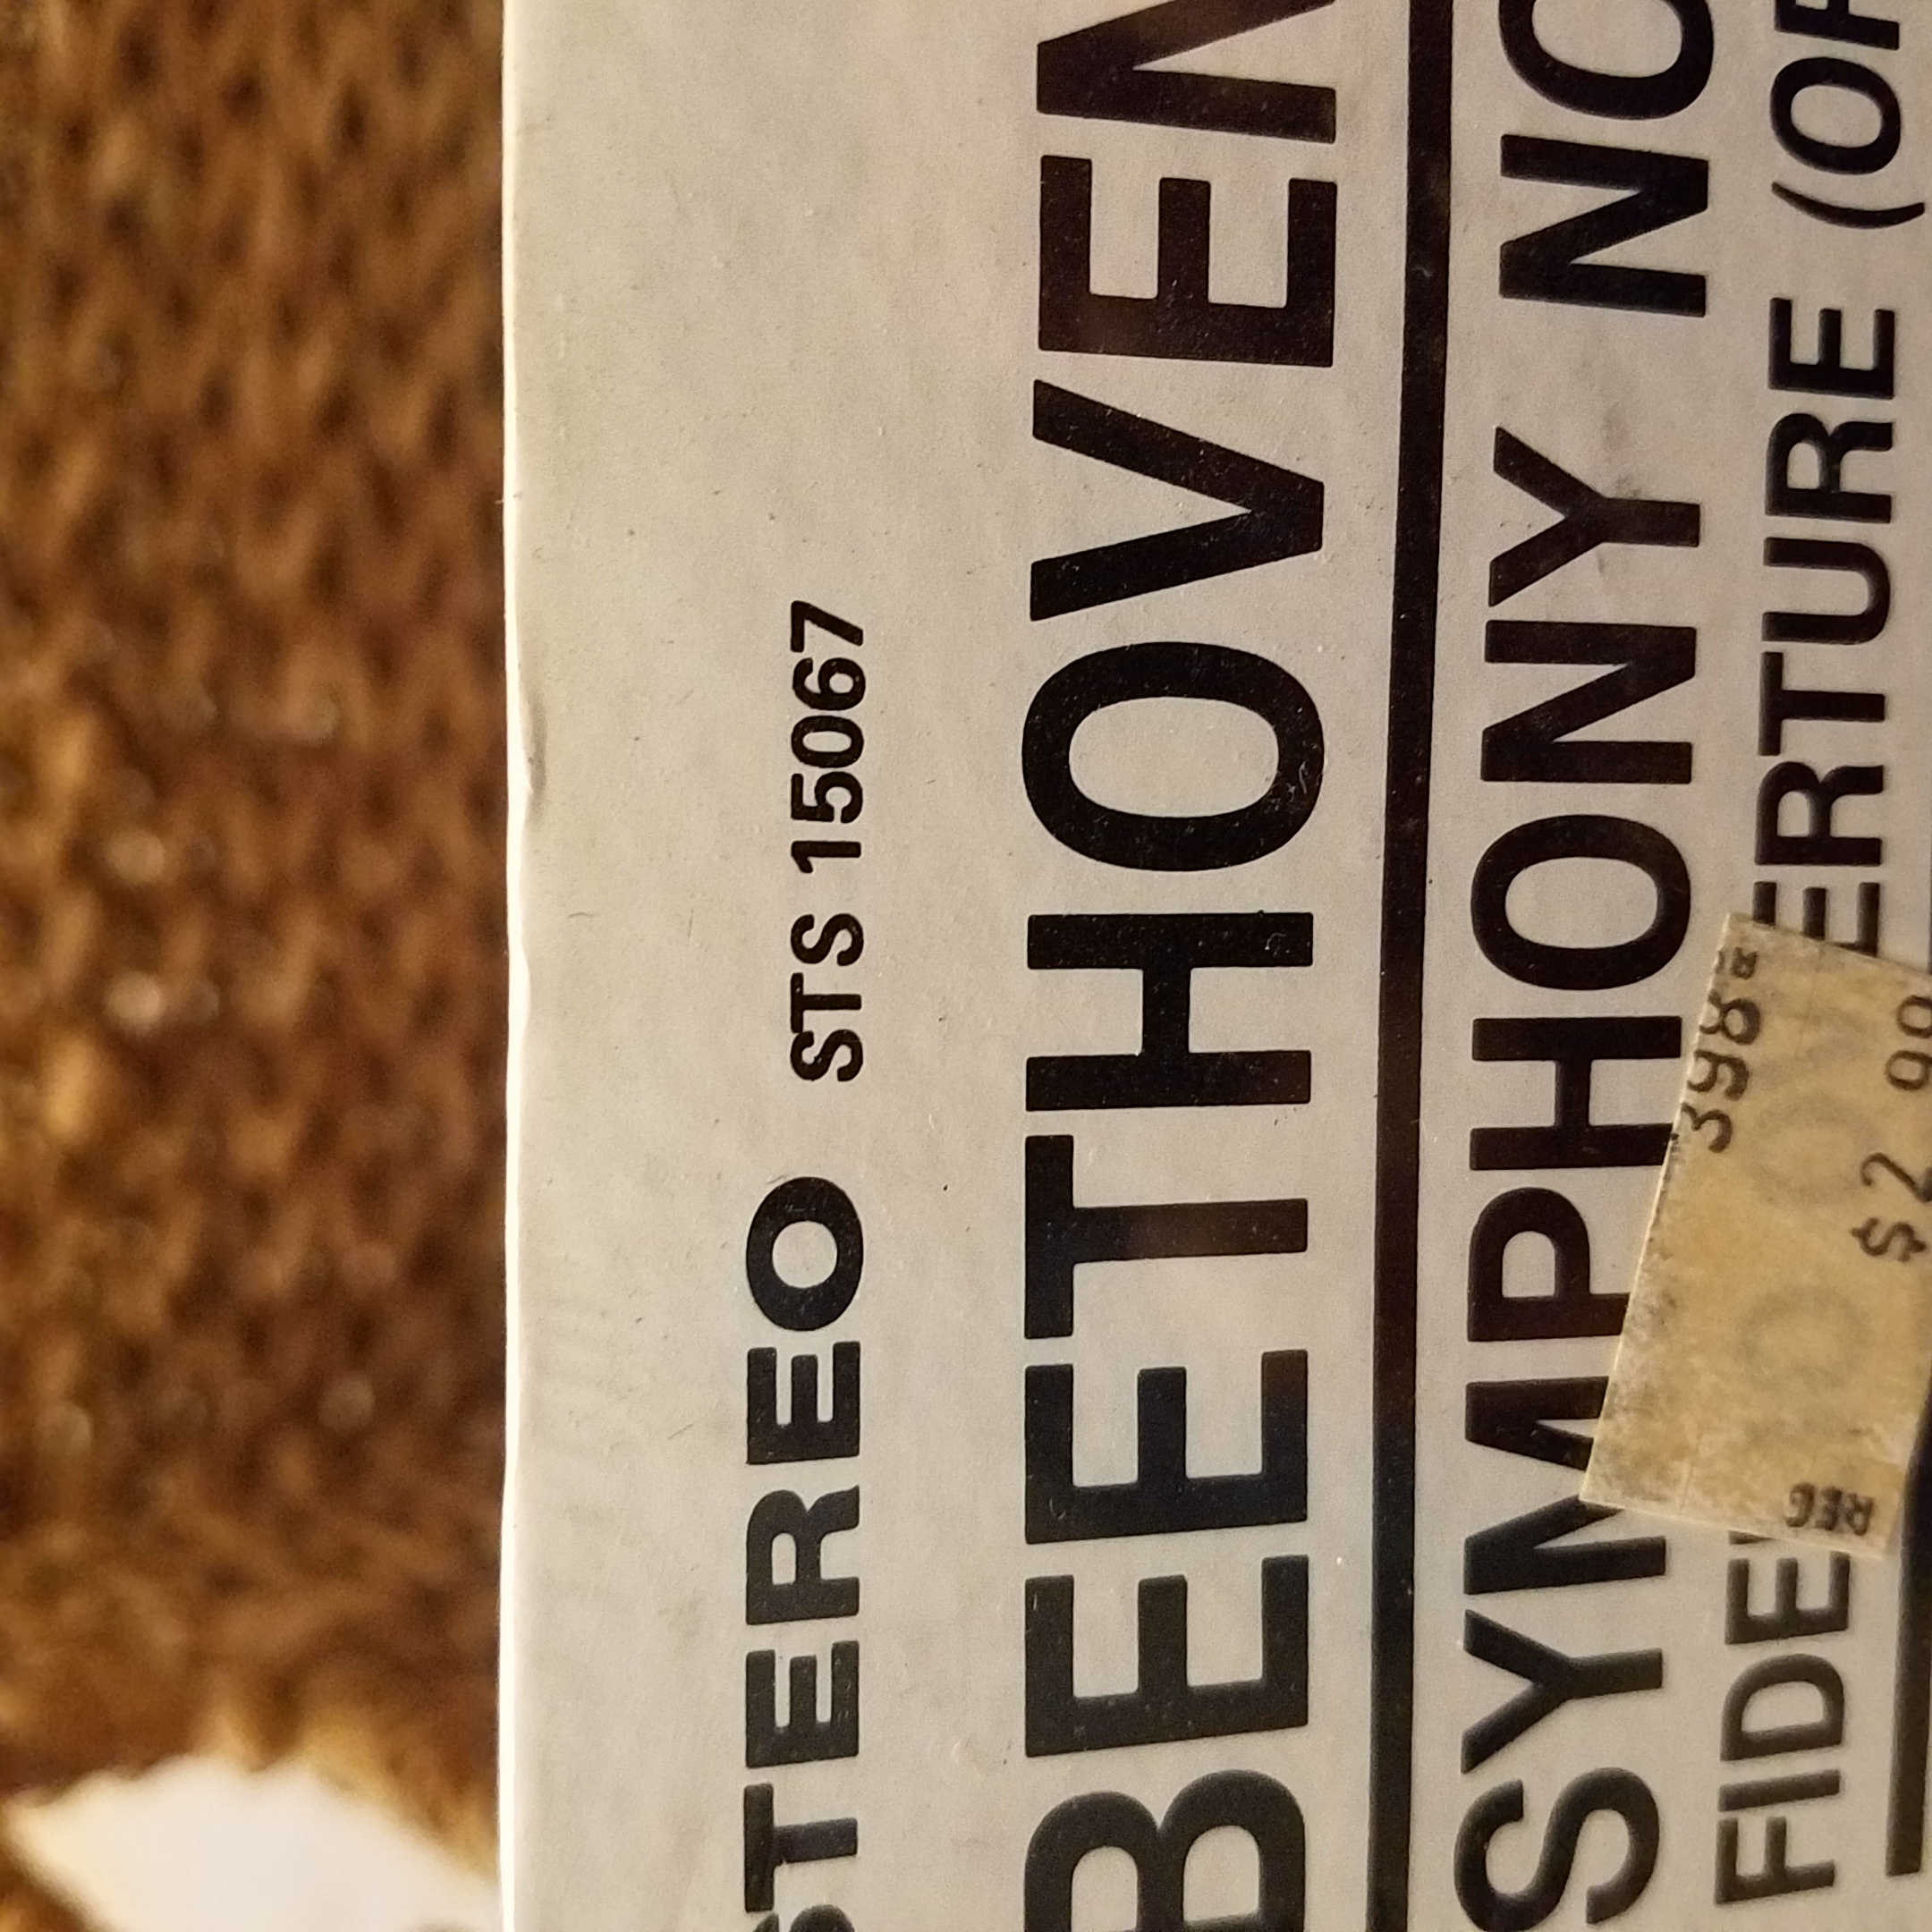 STEREO STS 15067
BEETHOVEN
SYMPHONY NO
FIDE ERTURE (OP
398
$2 99
REG